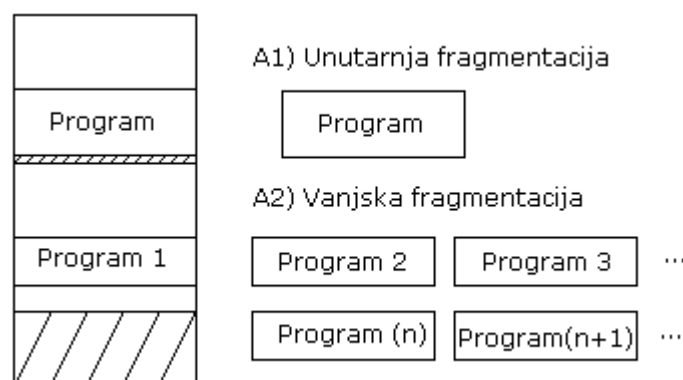 A1) Unutarnja fragmentacija
Program
Program
A2) Vanjska fragmentacija
Program 1
Program 2
Program 3
...
Program (n)
Program(n+1)
...